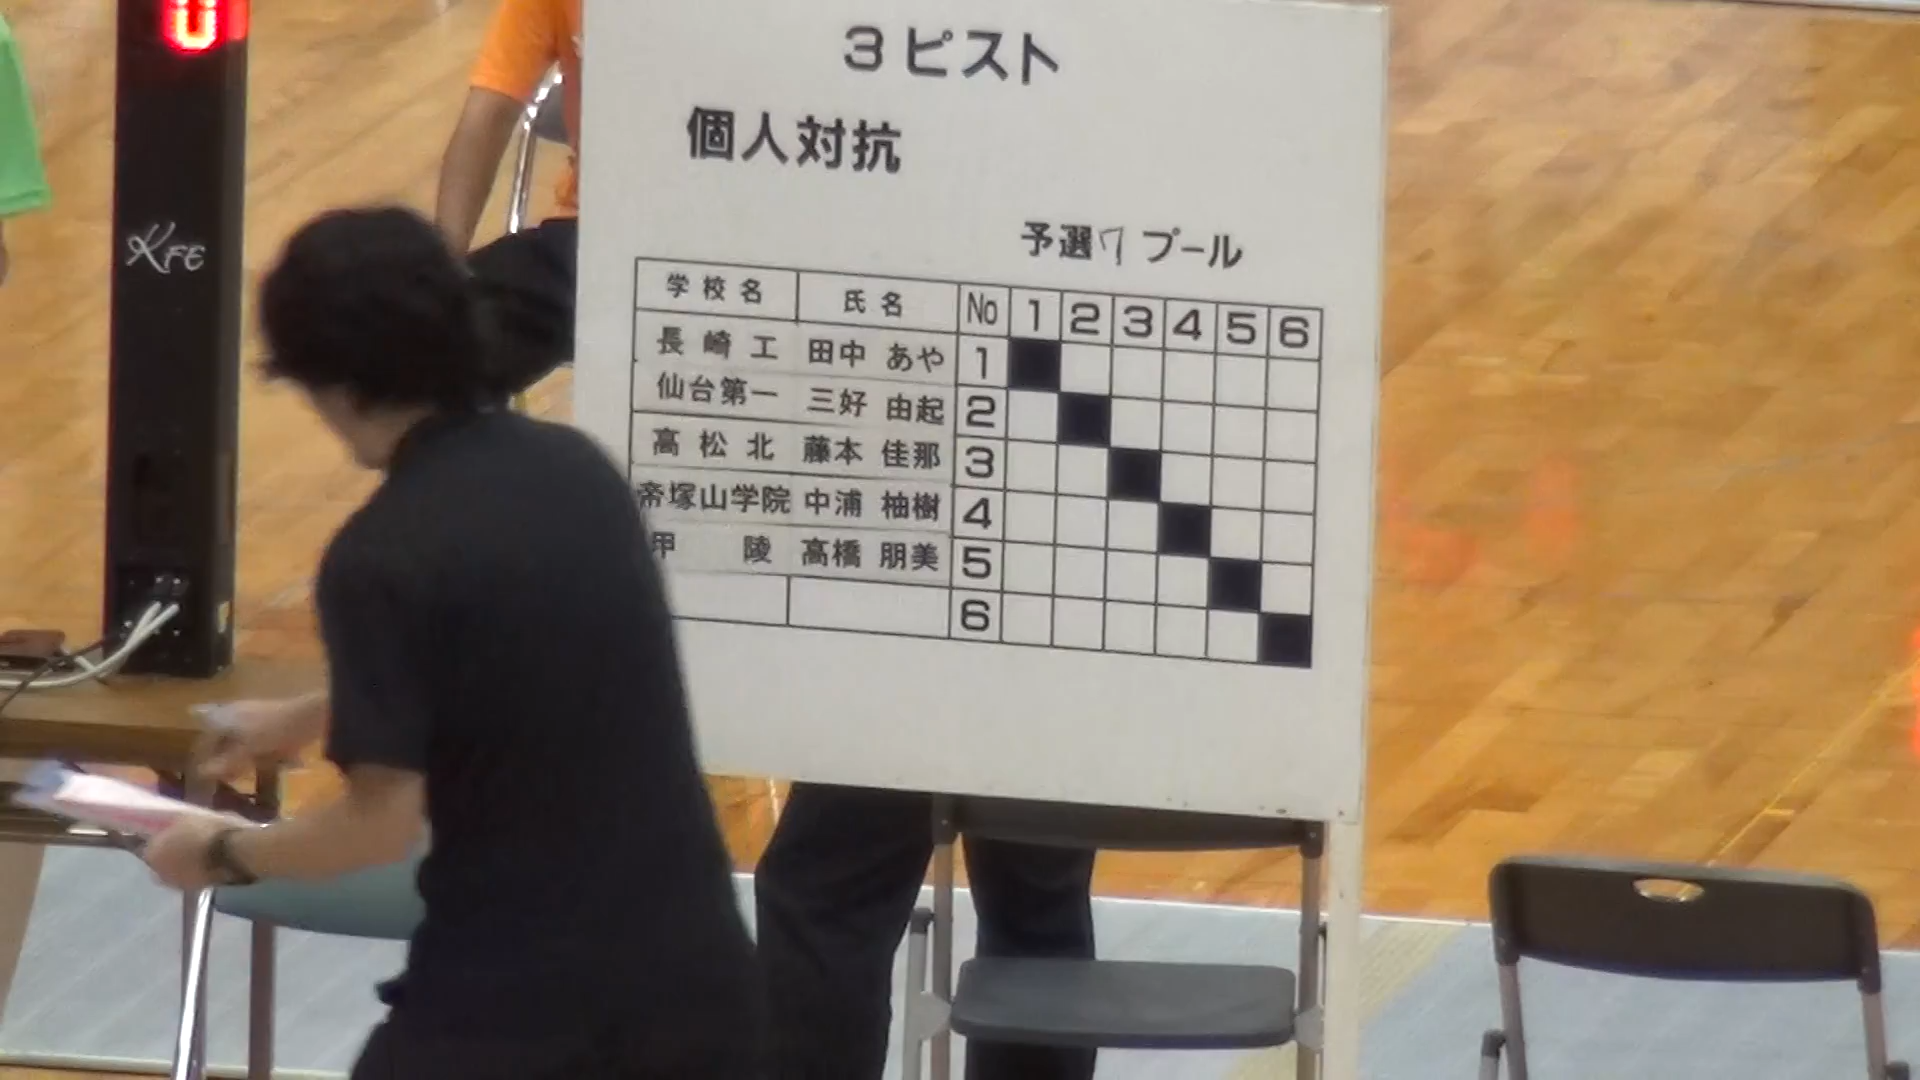 0
KFE
3 ピスト
個人対抗
予選7 プール
学校名 氏名 No 1 2 3 4 5 6
長崎工 田中 あや 1
仙台第一 三好 由起 2
高松北 藤本 佳那 3
帝塚山学院 中浦 柚樹 4
甲陵 高橋 朋美 5
6